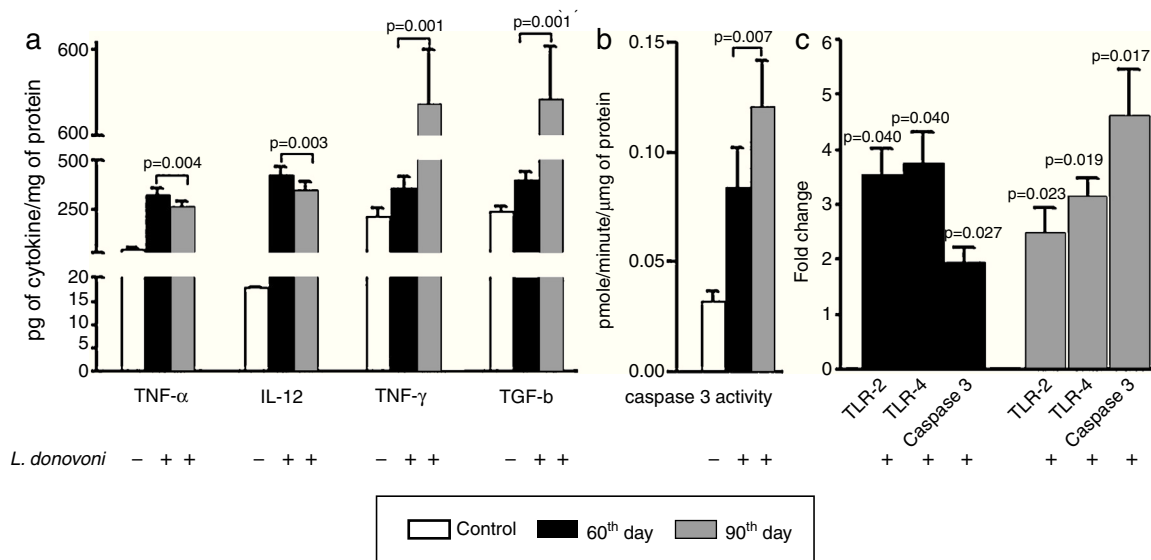 a
p=0.001
p=0.001
600
600
500
250
20
15
10
5
0
p=0.004
p=0.003
pg of cytokine/mg of protein
TNF-α
IL-12
TNF-γ
TGF-b
b
p=0.007
0.15
0.10
0.05
0.00
pmole/minute/μmg of protein
caspase 3 activity
c
6
5
4
3
2
1
0
Fold change
p=0.040
p=0.040
p=0.027
p=0.023
p=0.019
p=0.017
TLR-2
TLR-4
Caspase 3
TLR-2
TLR-4
Caspase 3
L. donovoni − + + − + + − + + − + + − + + + + + + + +
Control 60th day 90th day